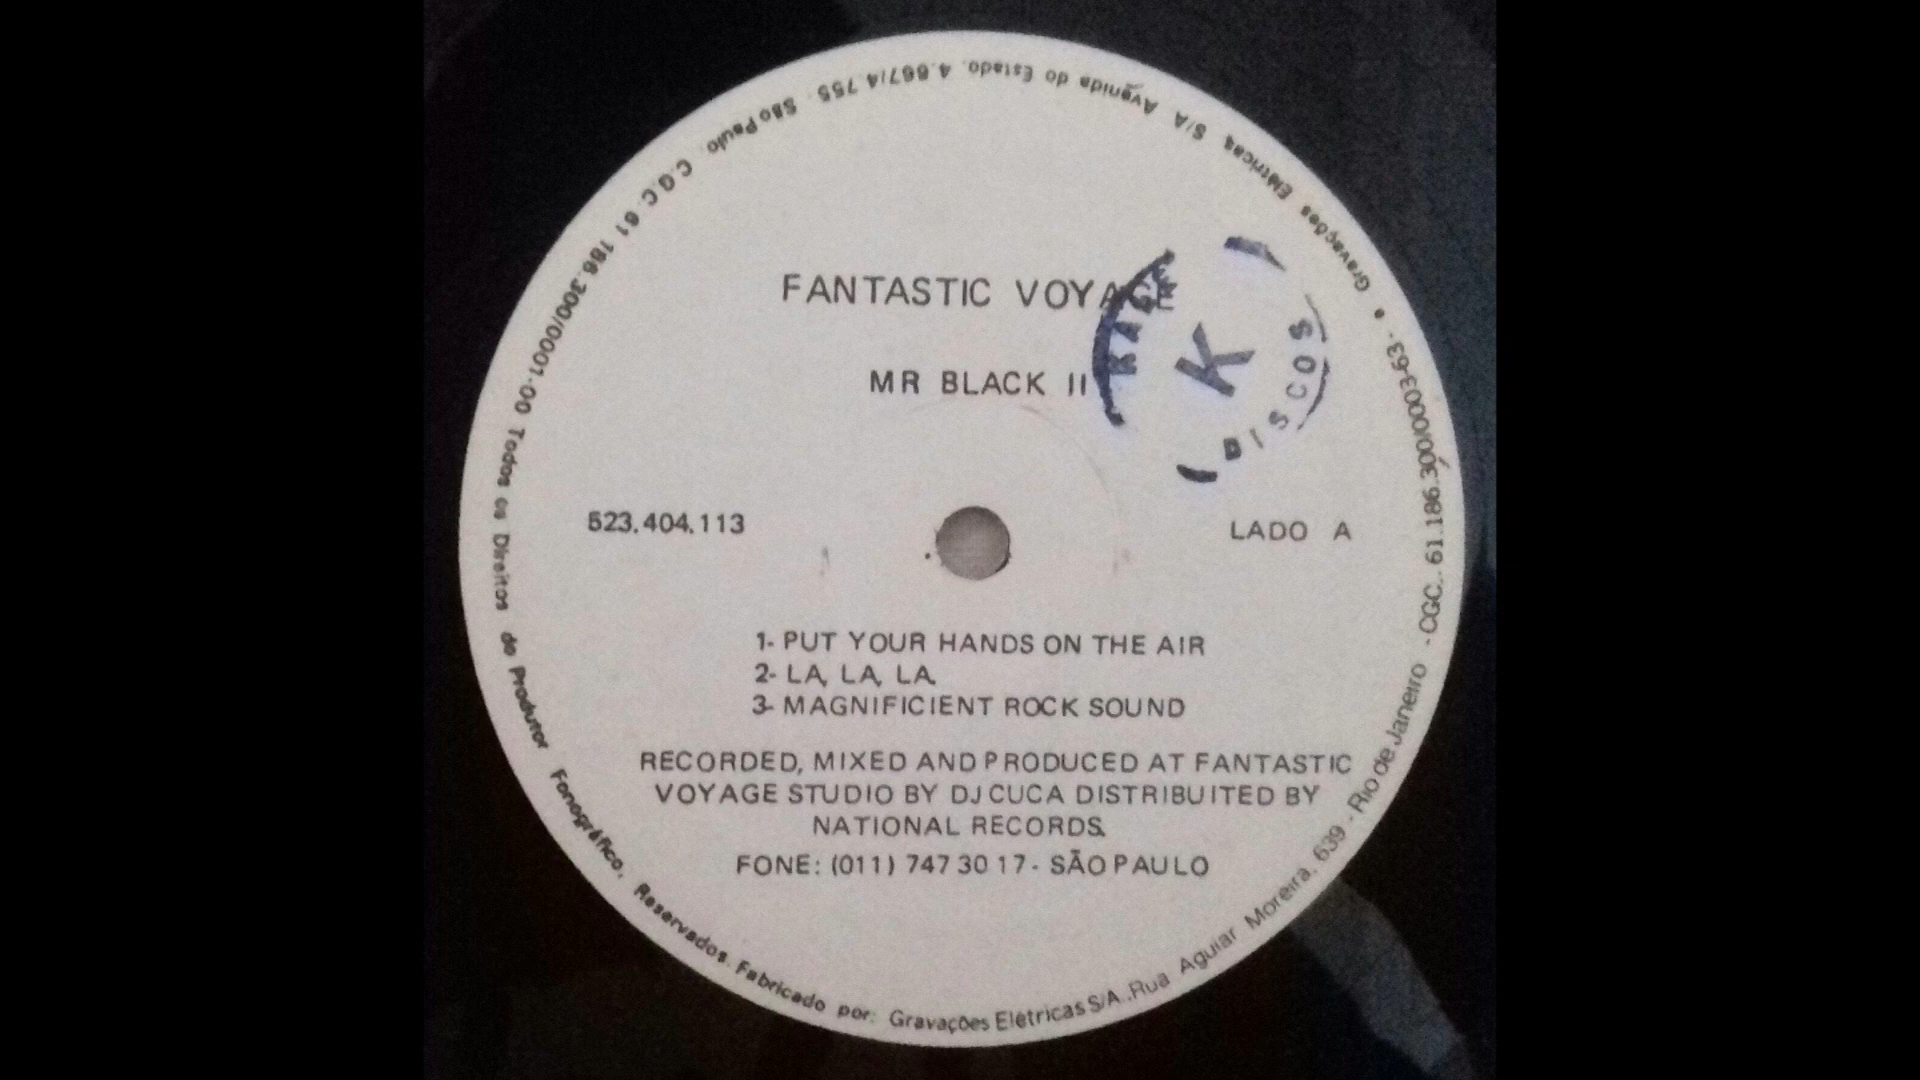 FANTASTIC VOYAGE
MR BLACK II
KALE
K
DISCOS
523.404.113
LADO A
1- PUT YOUR HANDS ON THE AIR
2- LA, LA, LA.
3- MAGNIFICIENT ROCK SOUND
RECORDED, MIXED AND PRODUCED AT FANTASTIC
VOYAGE STUDIO BY DJ CUCA DISTRIBUITED BY
NATIONAL RECORDS.
FONE: (011) 747 30 17 - SÃO PAULO
• Gravações Elétricas S/A Avenida do Estado, 4.667/4.755 - São Paulo. C.G.C. 61 186.300/0001-00 Todos os Direitos do Produtor Fonográfico, Reservados. Fabricado por: Gravações Elétricas S/A.,Rua Aguiar Moreira, 639 - Rio de Janeiro - CGC.. 61.186.300/0003-63 -